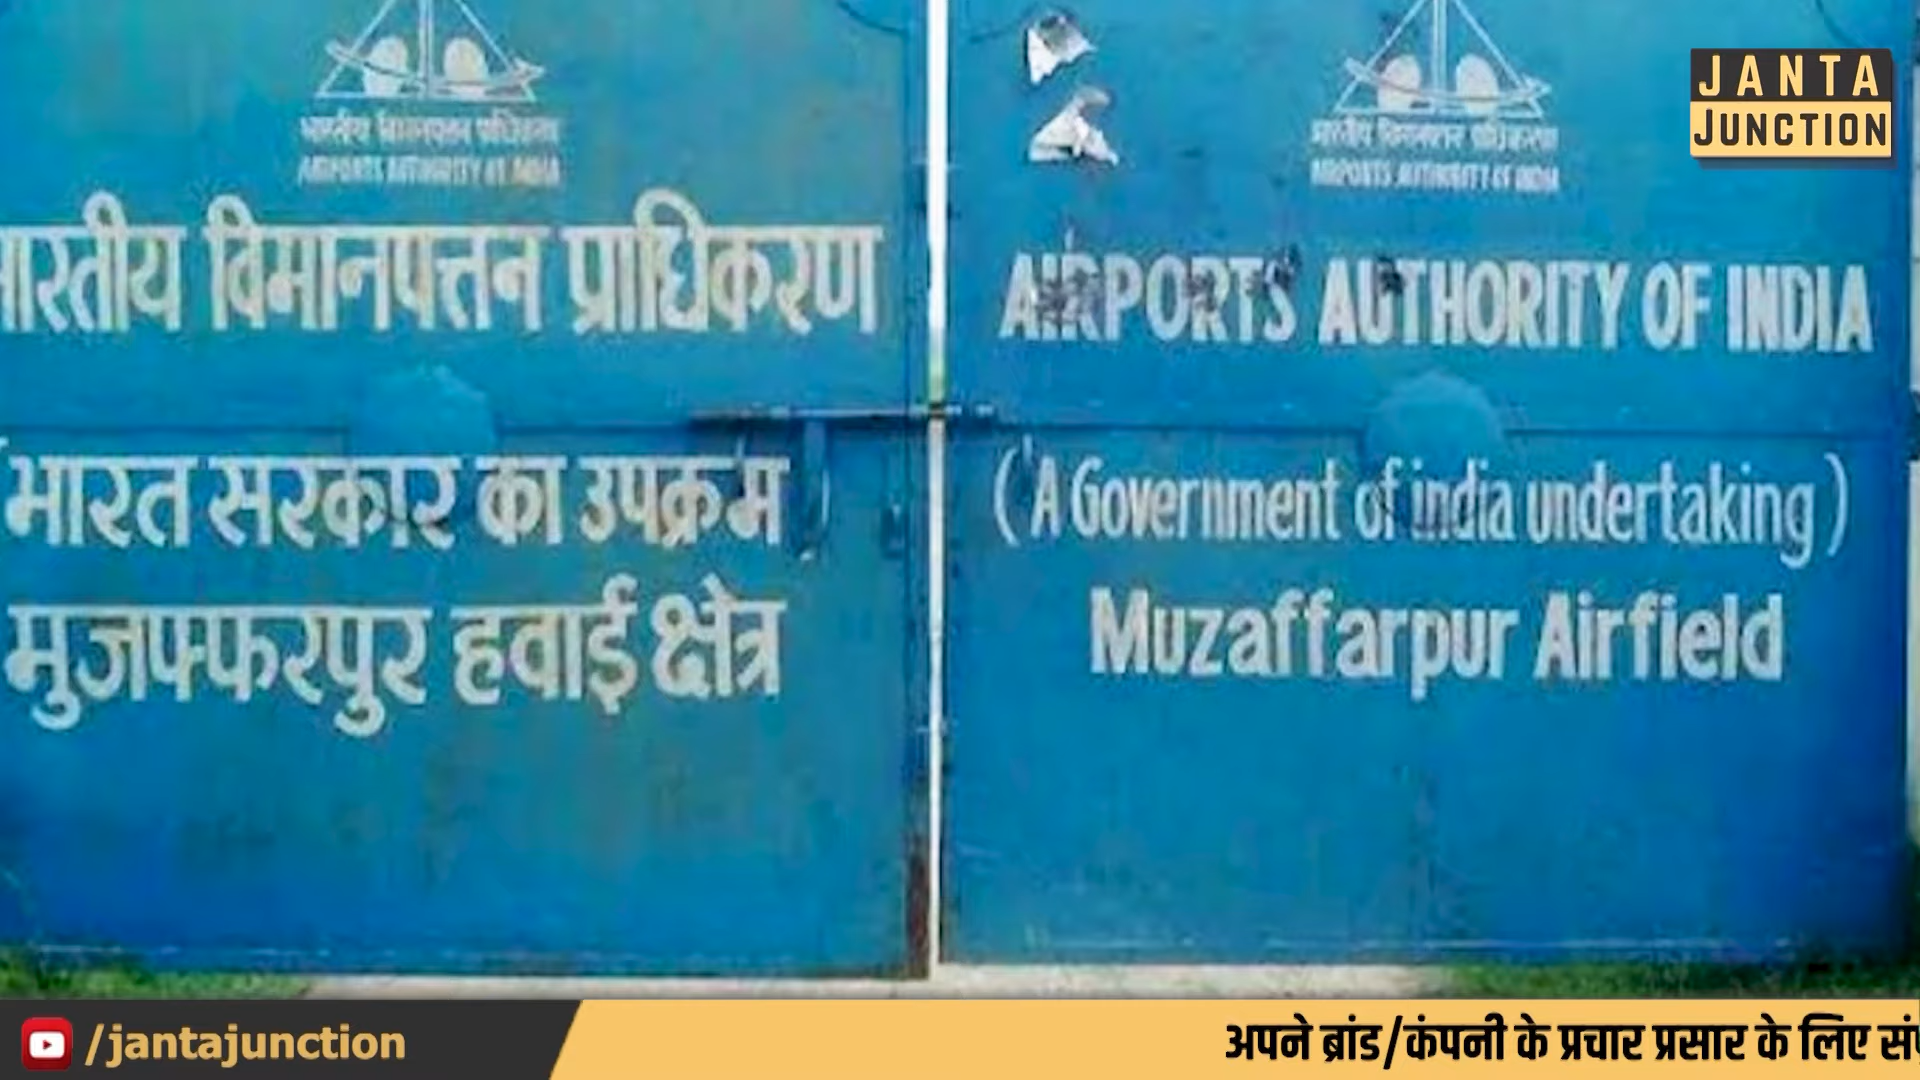 भारतीय विमानपत्तन प्राधिकरण
AIRPORTS AUTHORITY OF INDIA
भारतीय विमानपत्तन प्राधिकरण
भारत सरकार का उपक्रम
मुजफ्फरपुर हवाई क्षेत्र
भारतीय विमानपत्तन प्राधिकरण
AIRPORTS AUTHORITY OF INDIA
AIRPORTS AUTHORITY OF INDIA
( A Government of india undertaking )
Muzaffarpur Airfield
JANTA
JUNCTION
/jantajunction
अपने ब्रांड/कंपनी के प्रचार प्रसार के लिए